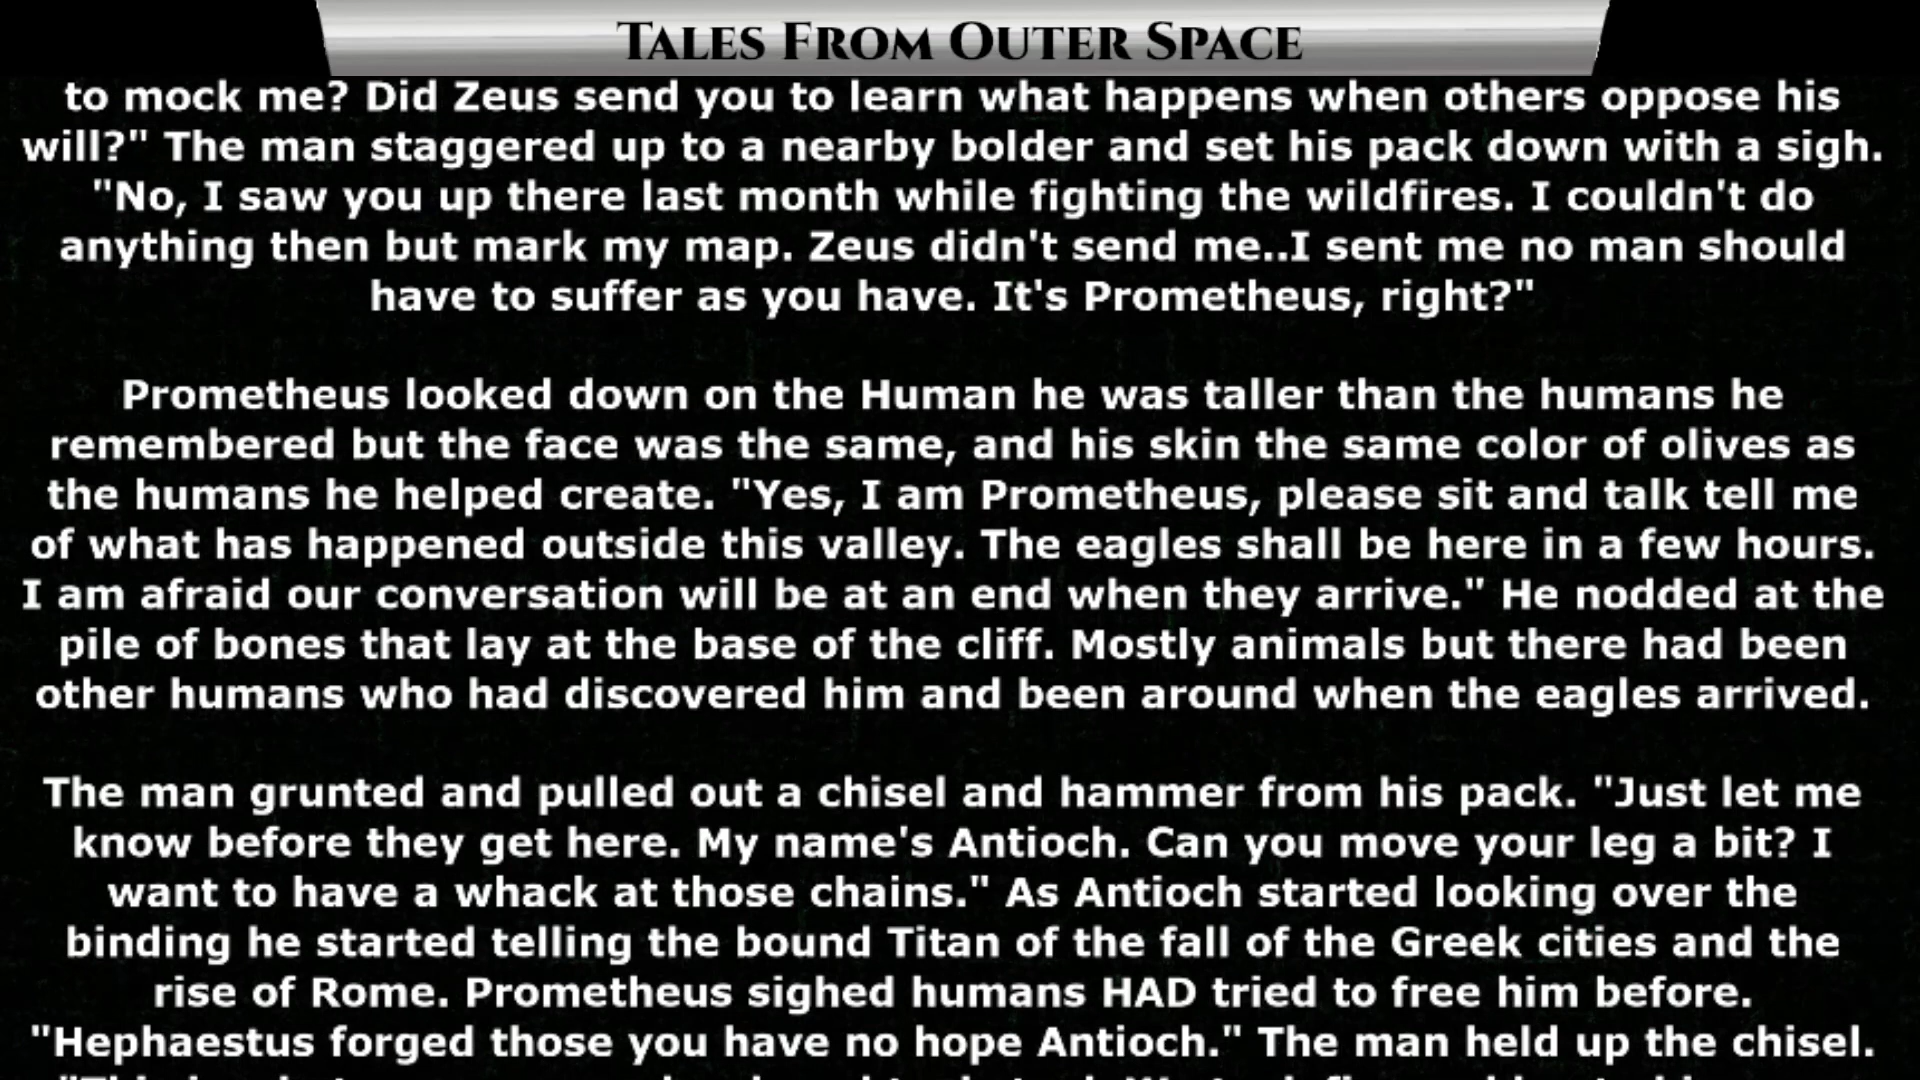 Tales From Outer Space
to mock me? Did Zeus send you to learn what happens when others oppose his
will?" The man staggered up to a nearby bolder and set his pack down with a sigh.
"No, I saw you up there last month while fighting the wildfires. I couldn't do
anything then but mark my map. Zeus didn't send me..I sent me no man should
have to suffer as you have. It's Prometheus, right?"
Prometheus looked down on the Human he was taller than the humans he
remembered but the face was the same, and his skin the same color of olives as
the humans he helped create. "Yes, I am Prometheus, please sit and talk tell me
of what has happened outside this valley. The eagles shall be here in a few hours.
I am afraid our conversation will be at an end when they arrive." He nodded at the
pile of bones that lay at the base of the cliff. Mostly animals but there had been
other humans who had discovered him and been around when the eagles arrived.
The man grunted and pulled out a chisel and hammer from his pack. "Just let me
know before they get here. My name's Antioch. Can you move your leg a bit? I
want to have a whack at those chains." As Antioch started looking over the
binding he started telling the bound Titan of the fall of the Greek cities and the
rise of Rome. Prometheus sighed humans HAD tried to free him before.
"Hephaestus forged those you have no hope Antioch." The man held up the chisel.